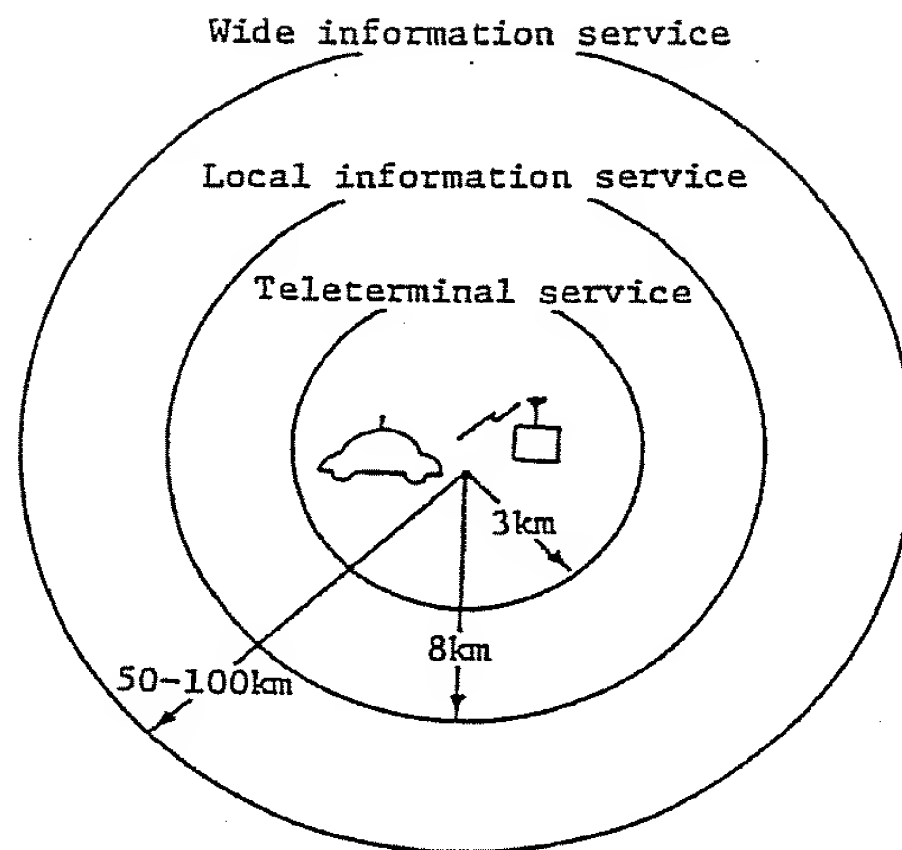 Wide information service
Local information service
Teleterminal service
3km
8km
50-100km